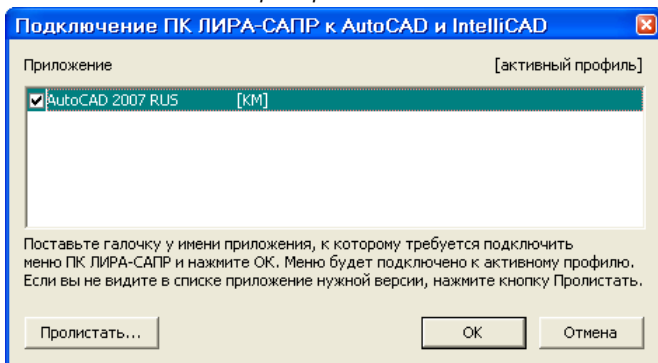 Подключение ПК ЛИРА-САПР к AutoCAD и IntelliCAD
Приложение [активный профиль]
AutoCAD 2007 RUS [KM]
Поставьте галочку у имени приложения, к которому требуется подключить
меню ПК ЛИРА-САПР и нажмите ОК. Меню будет подключено к активному профилю.
Если вы не видите в списке приложение нужной версии, нажмите кнопку Пролистать.
Пролистать... ОК Отмена